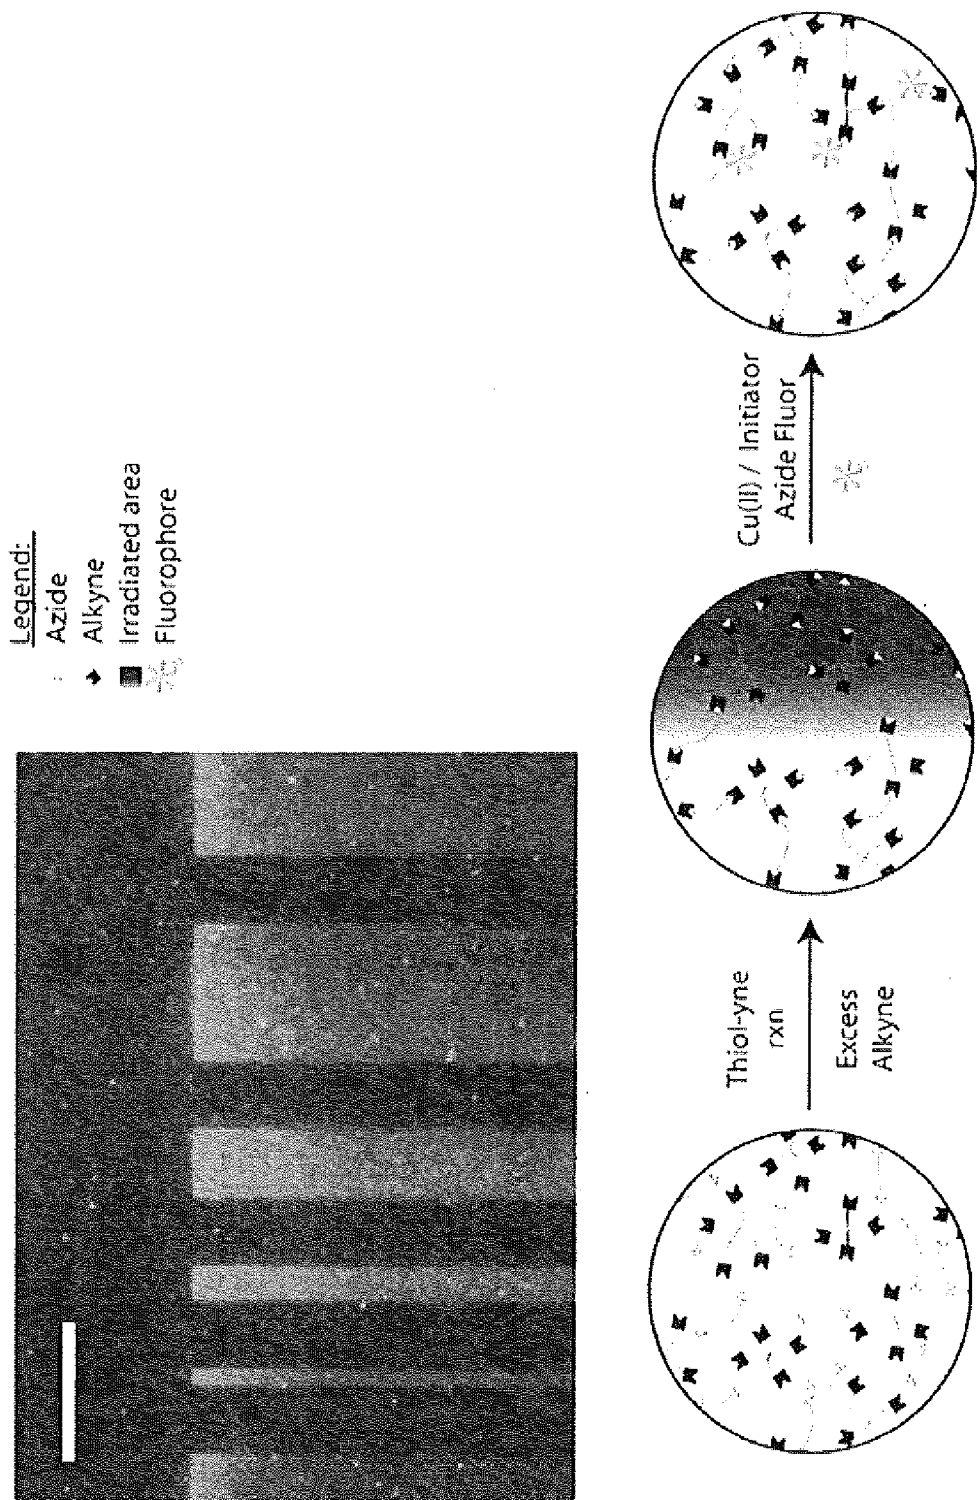 Legend:
Azide
Alkyne
Irradiated area
Fluorophore
Thiol-yne
rxn
Excess
Alkyne
Cu(II) / Initiator
Azide Fluor